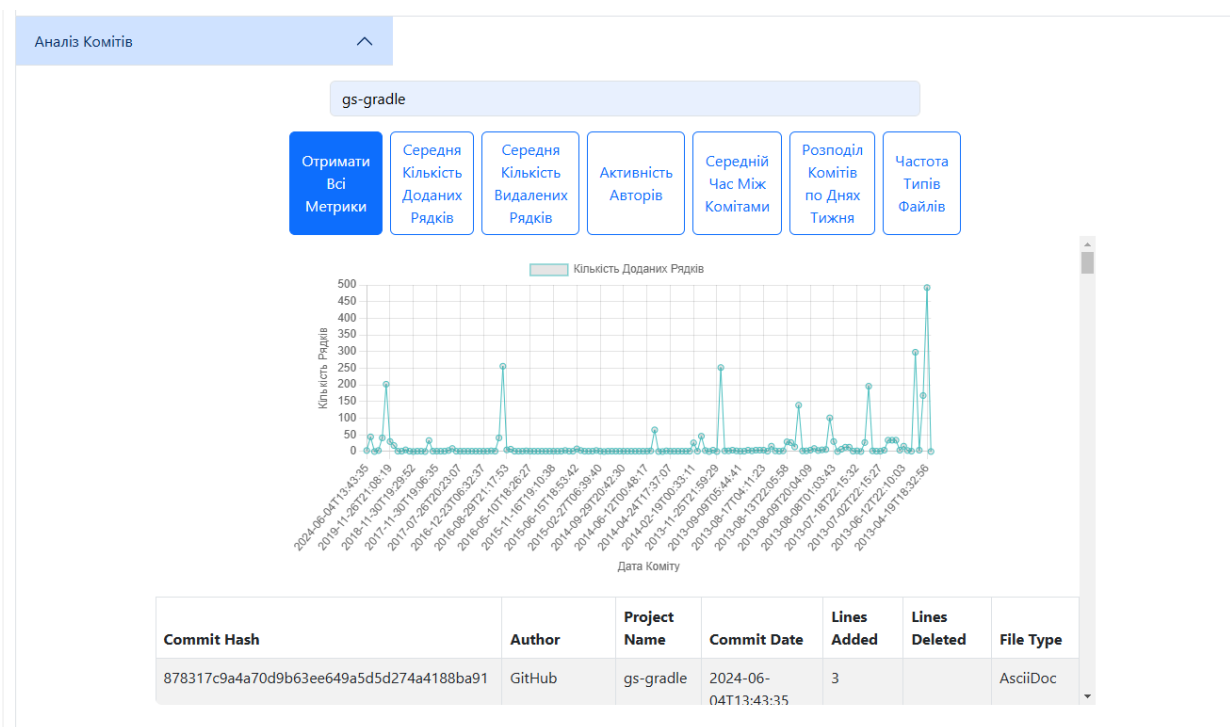 Аналіз Комітів
gs-gradle
Отримати
Всі
Метрики
Середня
Кількість
Доданих
Рядків
Середня
Кількість
Видалених
Рядків
Активність
Авторів
Середній
Час Між
Комітами
Розподіл
Комітів
по Днях
Тижня
Частота
Типів
Файлів
Кількість Доданих Рядків
500
450
400
350
300
250
200
150
100
50
0
Кількість Рядків
2024-06-04T13:43:35
2019-11-26T21:08:19
2018-11-30T19:29:52
2017-11-30T19:06:35
2017-07-26T20:23:07
2016-12-23T06:32:37
2016-08-29T21:17:53
2016-05-10T18:26:27
2015-11-16T19:10:38
2015-06-15T18:53:42
2015-02-27T06:39:40
2014-09-29T20:42:30
2014-06-12T00:48:17
2014-04-24T17:37:07
2014-02-19T00:33:11
2013-11-25T21:59:29
2013-09-09T05:44:41
2013-08-17T04:11:23
2013-08-13T22:05:58
2013-08-09T20:04:09
2013-08-08T01:03:43
2013-07-18T22:15:32
2013-07-02T22:15:27
2013-06-12T22:10:03
2013-04-19T18:32:56
Дата Коміту
Commit Hash
Author
Project
Name
Commit Date
Lines
Added
Lines
Deleted
File Type
878317c9a4a70d9b63ee649a5d5d274a4188ba91
GitHub
gs-gradle
2024-06-
04T13:43:35
3
AsciiDoc